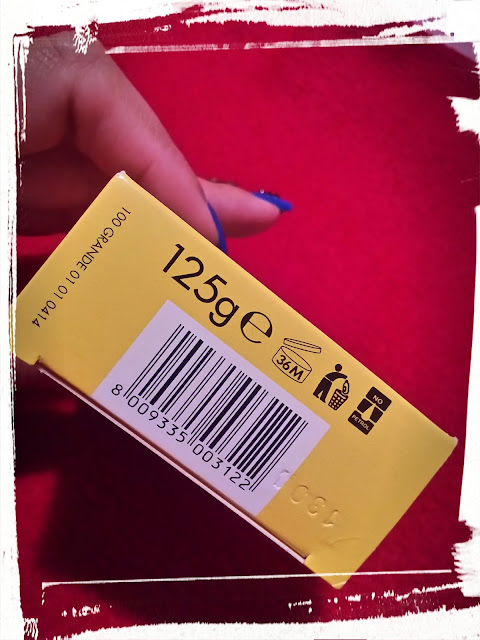 100 GRANDE 01 01 0414
125g e
36M
NO
PETROL
8 009335 003122